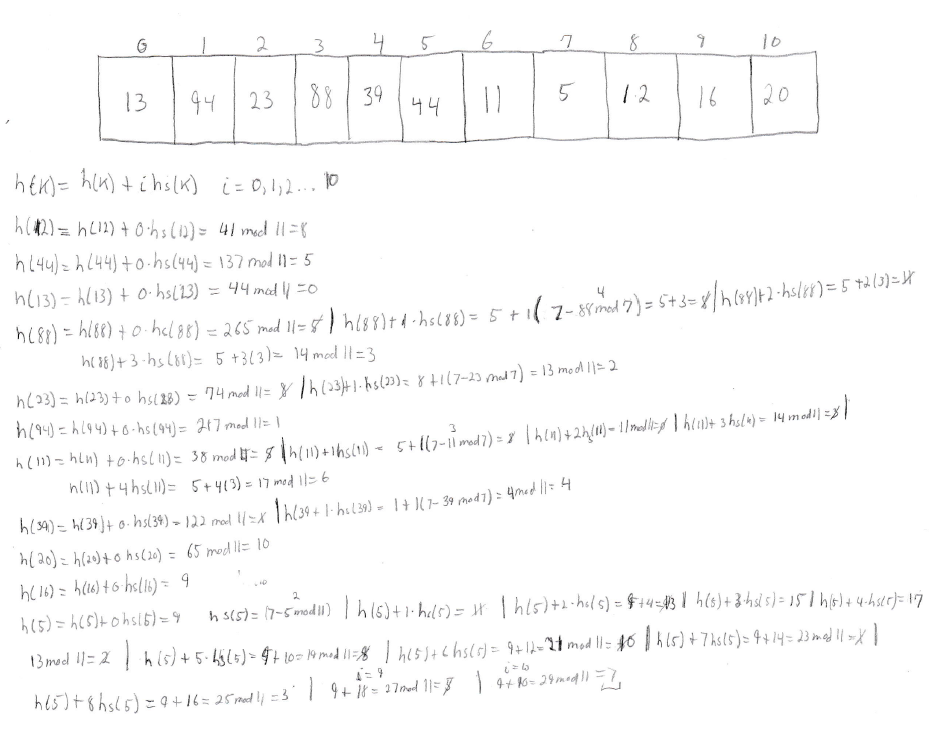 0 1 2 3 4 5 6 7 8 9 10
13 94 23 88 39 44 11 5 12 16 20
h(K) = h(K) + i hs(K) i = 0,1,2... 10
h(12) = h(12) + 0·hs(12) = 41 mod 11 = 8
h(44) = h(44) + 0·hs(44) = 137 mod 11 = 5
h(13) = h(13) + 0·hs(13) = 44 mod 11 = 0
h(88) = h(88) + 0·hs(88) = 265 mod 11 = | h(88) + 1·hs(88) = 5 + 1(7 - 88 mod 7) 4 = 5+3 = 8 | h(88) + 2·hs(88) = 5 + 2(3) = 11
h(88) + 3·hs(88) = 5 + 3(3) = 14 mod 11 = 3
h(23) = h(23) + 0 hs(23) = 74 mod 11 = 8 | h(23) + 1·hs(23) = 8 + 1(7-23 mod 7) = 13 mod 11 = 2
h(94) = h(94) + 0·hs(94) = 287 mod 11 = 1
h(11) = h(11) + 0·hs(11) = 38 mod = | h(11) + 1hs(11) = 5 + 1(7-11 mod 7) 3 = 8 | h(11) + 2h(11) = 11 mod 11 = 0 | h(11) + 3 hs(11) = 14 mod 11 = 3 |
h(11) + 4hs(11) = 5 + 4(3) = 17 mod 11 = 6
h(39) = h(39) + 0·hs(39) = 122 mod 11 = | h(39 + 1·hs(39) = 1 + 1(7 - 39 mod 7) = 4 mod 11 = 4
h(20) = h(20) + 0 hs(20) = 65 mod 11 = 10
h(16) = h(16) + 0·hs(16) = 9
h(5) = h(5) + 0hs(5) = 9 hs(5) = (7-5 mod 11) 2 | h(5) + 1·hs(5) = 11 | h(5) + 2·hs(5) = 9+4 = 13 | h(5) + 3·hs(5) = 15 | h(5) + 4·hs(5) = 17
13 mod 11 = 2 | h(5) + 5·hs(5) = 9 + 10 = 19 mod 11 = 8 | h(5) + 6 hs(5) = 9 + 12 = 21 mod 11 = 10 | h(5) + 7hs(5) = 9 + 14 = 23 mod 11 = |
h(5) + 8hs(5) = 9 + 16 = 25 mod 11 = 3 | i=9 9 + 18 = 27 mod 11 = | i=10 9 + = 29 mod 11 = 7